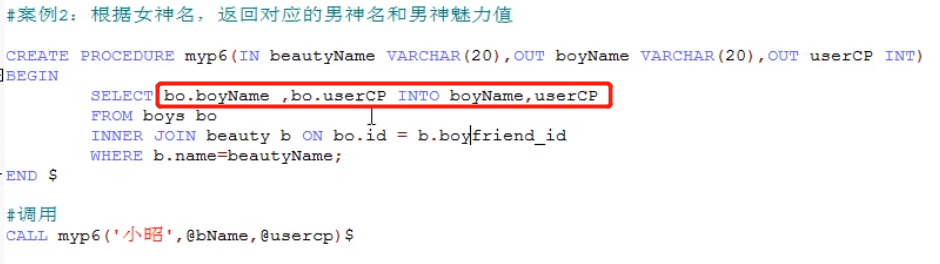 #案例2：根据女神名，返回对应的男神名和男神魅力值
CREATE PROCEDURE myp6(IN beautyName VARCHAR(20),OUT boyName VARCHAR(20),OUT userCP INT)
BEGIN
SELECT bo.boyName ,bo.userCP INTO boyName,userCP
FROM boys bo
INNER JOIN beauty b ON bo.id = b.boyfriend_id
WHERE b.name=beautyName;
END $
#调用
CALL myp6('小昭',@bName,@usercp)$